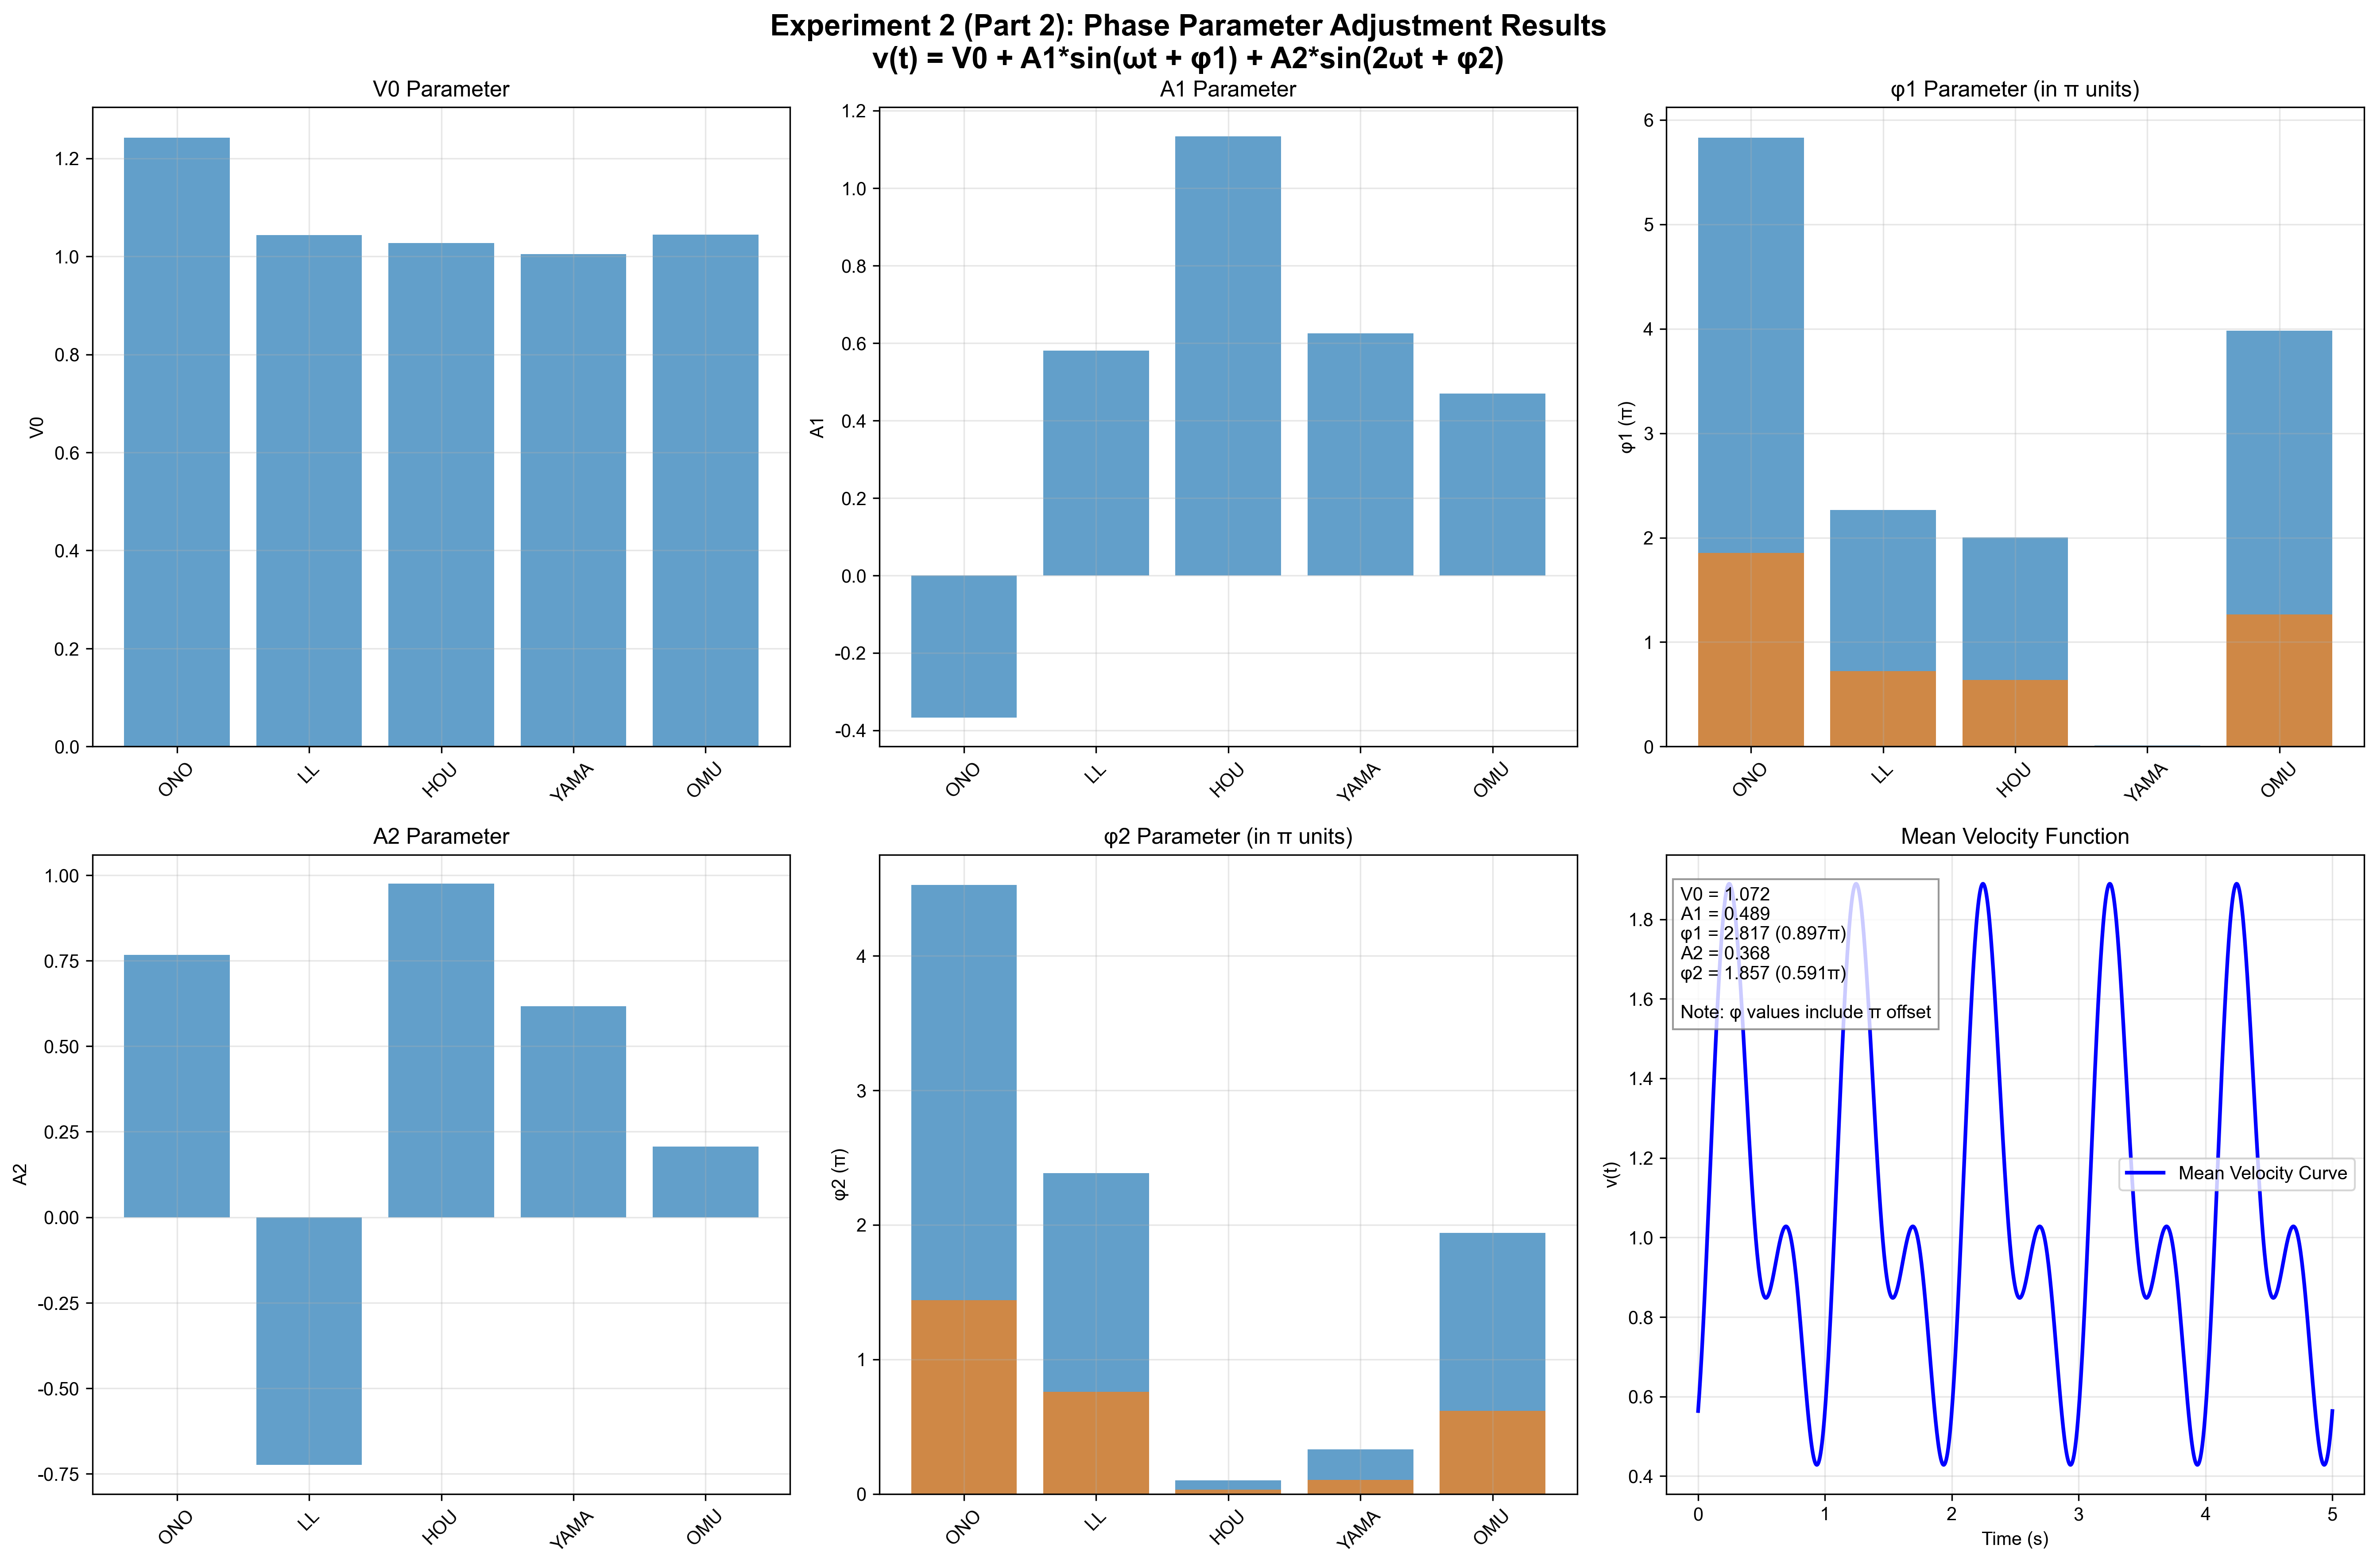 Experiment 2 (Part 2): Phase Parameter Adjustment Results
v(t) = V0 + A1*sin(ωt + φ1) + A2*sin(2ωt + φ2)
V0 Parameter
V0
1.2
1.0
0.8
0.6
0.4
0.2
0.0
ONO
LL
HOU
YAMA
OMU
A1 Parameter
A1
1.2
1.0
0.8
0.6
0.4
0.2
0.0
-0.2
-0.4
ONO
LL
HOU
YAMA
OMU
φ1 Parameter (in π units)
φ1 (π)
6
5
4
3
2
1
0
ONO
LL
HOU
YAMA
OMU
A2 Parameter
A2
1.00
0.75
0.50
0.25
0.00
-0.25
-0.50
-0.75
ONO
LL
HOU
YAMA
OMU
φ2 Parameter (in π units)
φ2 (π)
4
3
2
1
0
ONO
LL
HOU
YAMA
OMU
Mean Velocity Function
v(t)
1.8
1.6
1.4
1.2
1.0
0.8
0.6
0.4
V0 = 1.072
A1 = 0.489
φ1 = 2.817 (0.897π)
A2 = 0.368
φ2 = 1.857 (0.591π)
Note: φ values include π offset
Mean Velocity Curve
0
1
2
3
4
5
Time (s)